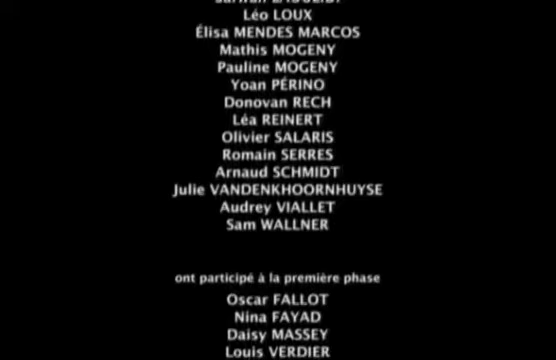 Léo LOUX
Élisa MENDES MARCOS
Mathis MOGENY
Pauline MOGENY
Yoan PÉRINO
Donovan RECH
Léa REINERT
Olivier SALARIS
Romain SERRES
Arnaud SCHMIDT
Julie VANDENKHOORNHUYSE
Audrey VIALLET
Sam WALLNER
ont participé à la première phase
Oscar FALLOT
Nina FAYAD
Daisy MASSEY
Louis VERDIER